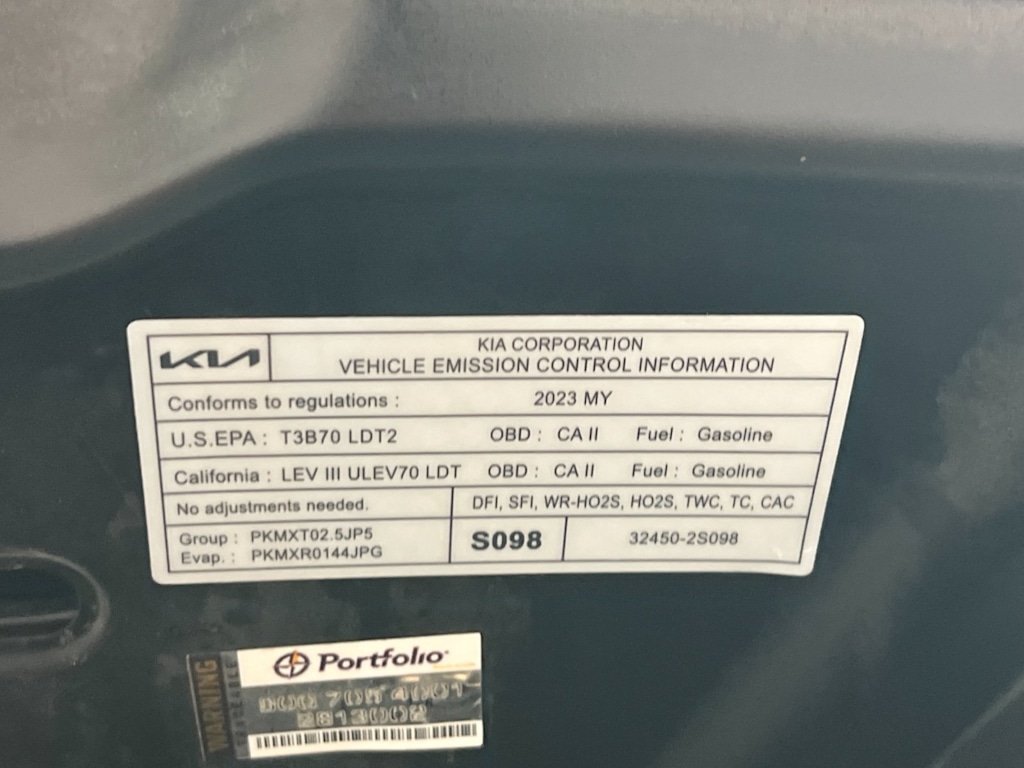 KIA
KIA CORPORATION
VEHICLE EMISSION CONTROL INFORMATION
Conforms to regulations : 2023 MY
U.S.EPA : T3B70 LDT2 OBD : CA II Fuel : Gasoline
California : LEV III ULEV70 LDT OBD : CA II Fuel : Gasoline
No adjustments needed. DFI, SFI, WR-HO2S, HO2S, TWC, TC, CAC
Group : PKMXT02.5JP5
Evap. : PKMXR0144JPG
S098
32450-2S098
WARNING
Portfolio